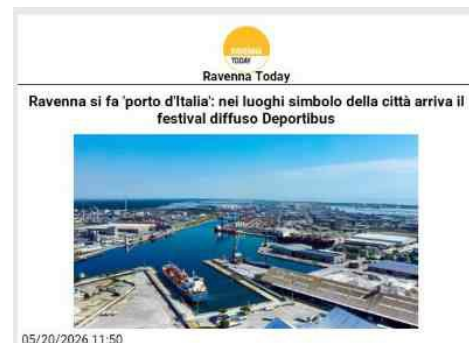 TODAY
Ravenna Today
Ravenna si fa 'porto d'Italia': nei luoghi simbolo della città arriva il
festival diffuso Deportibus
05/20/2026 11:50